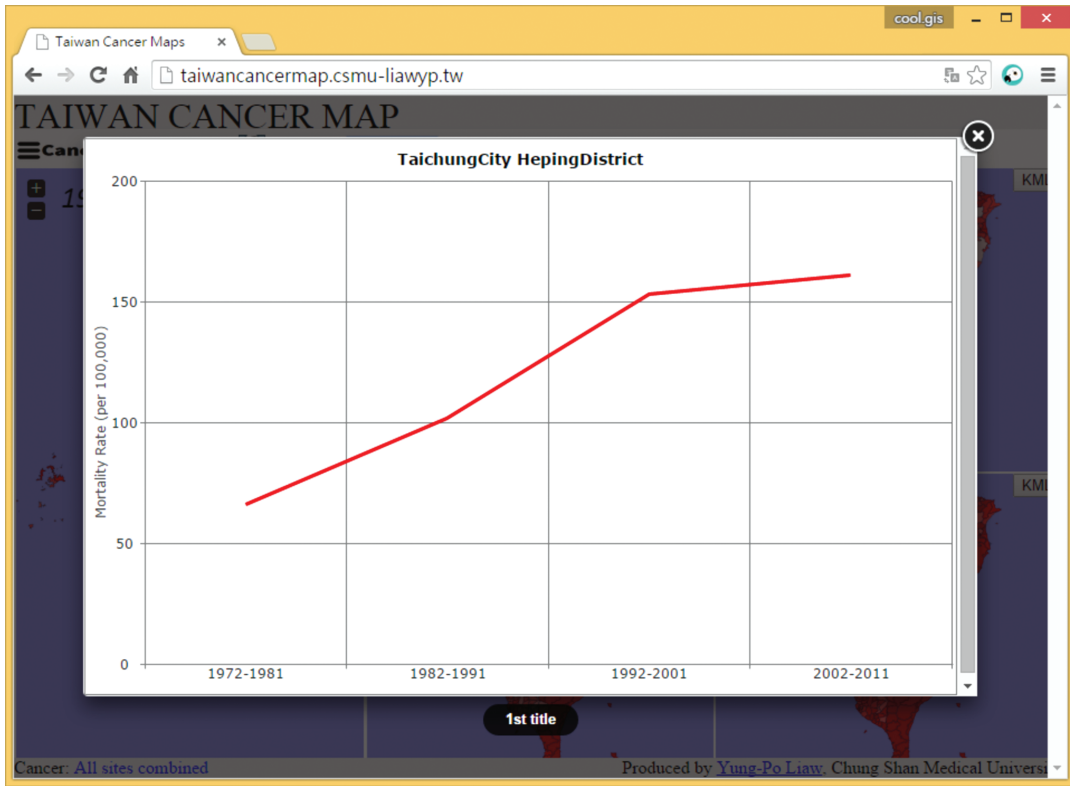 cool.gis
Taiwan Cancer Maps
taiwancancermap.csmu-liawyp.tw
TAIWAN CANCER MAP
TaichungCity HepingDistrict
KML
200
150
100
50
0
Mortality Rate (per 100,000)
1972-1981
1982-1991
1992-2001
2002-2011
KML
1st title
Cancer: All sites combined
Produced by Yung-Po Liaw, Chung Shan Medical Universi